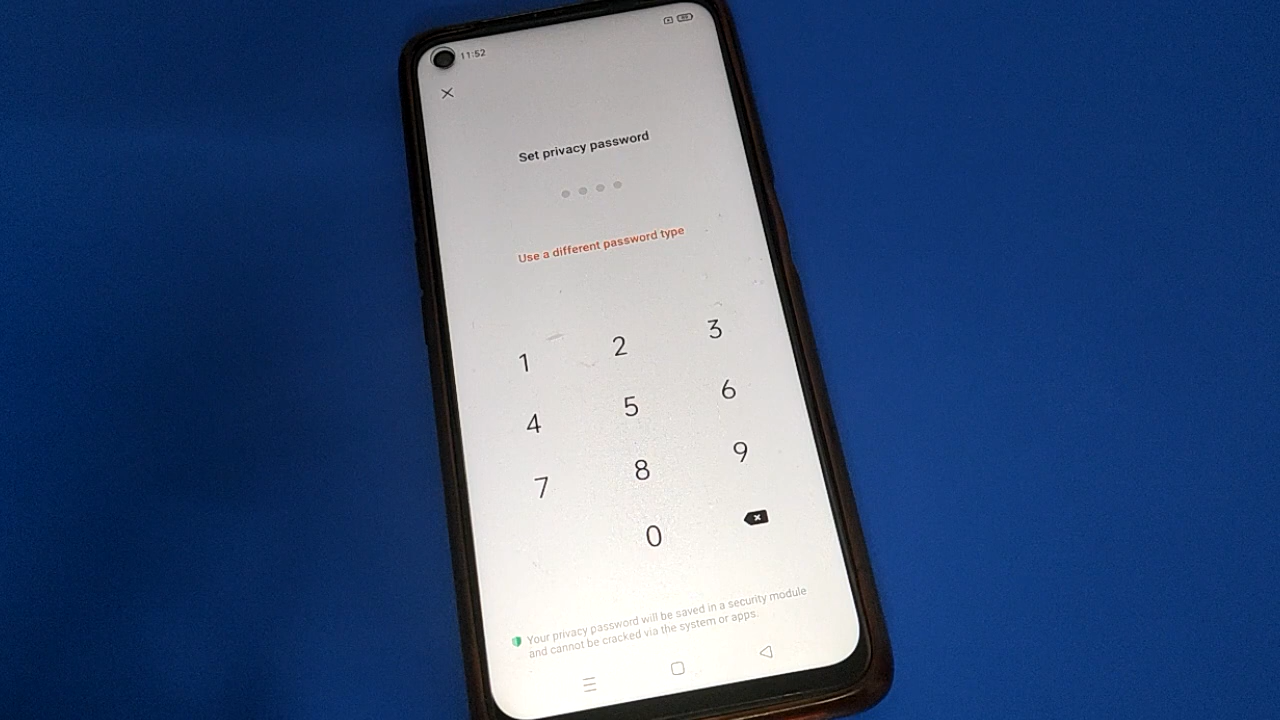 11:52
Set privacy password
Use a different password type
1 2 3
4 5 6
7 8 9
0
Your privacy password will be saved in a security module
and cannot be cracked via the system or apps.